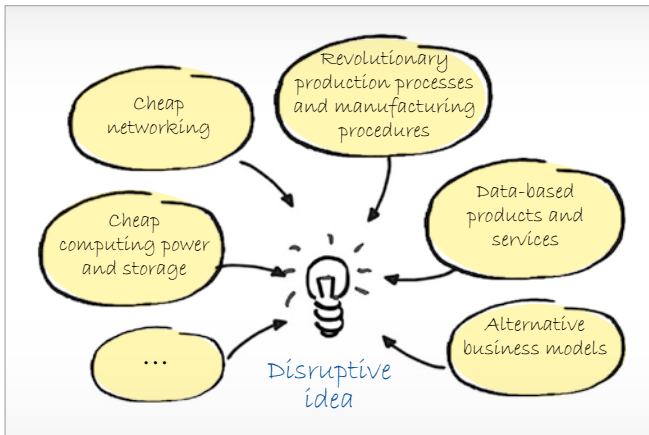 Revolutionary
production processes
and manufacturing
procedures
Cheap
networking
Data-based
products and
services
Cheap
computing power
and storage
Alternative
business models
...
Disruptive
idea